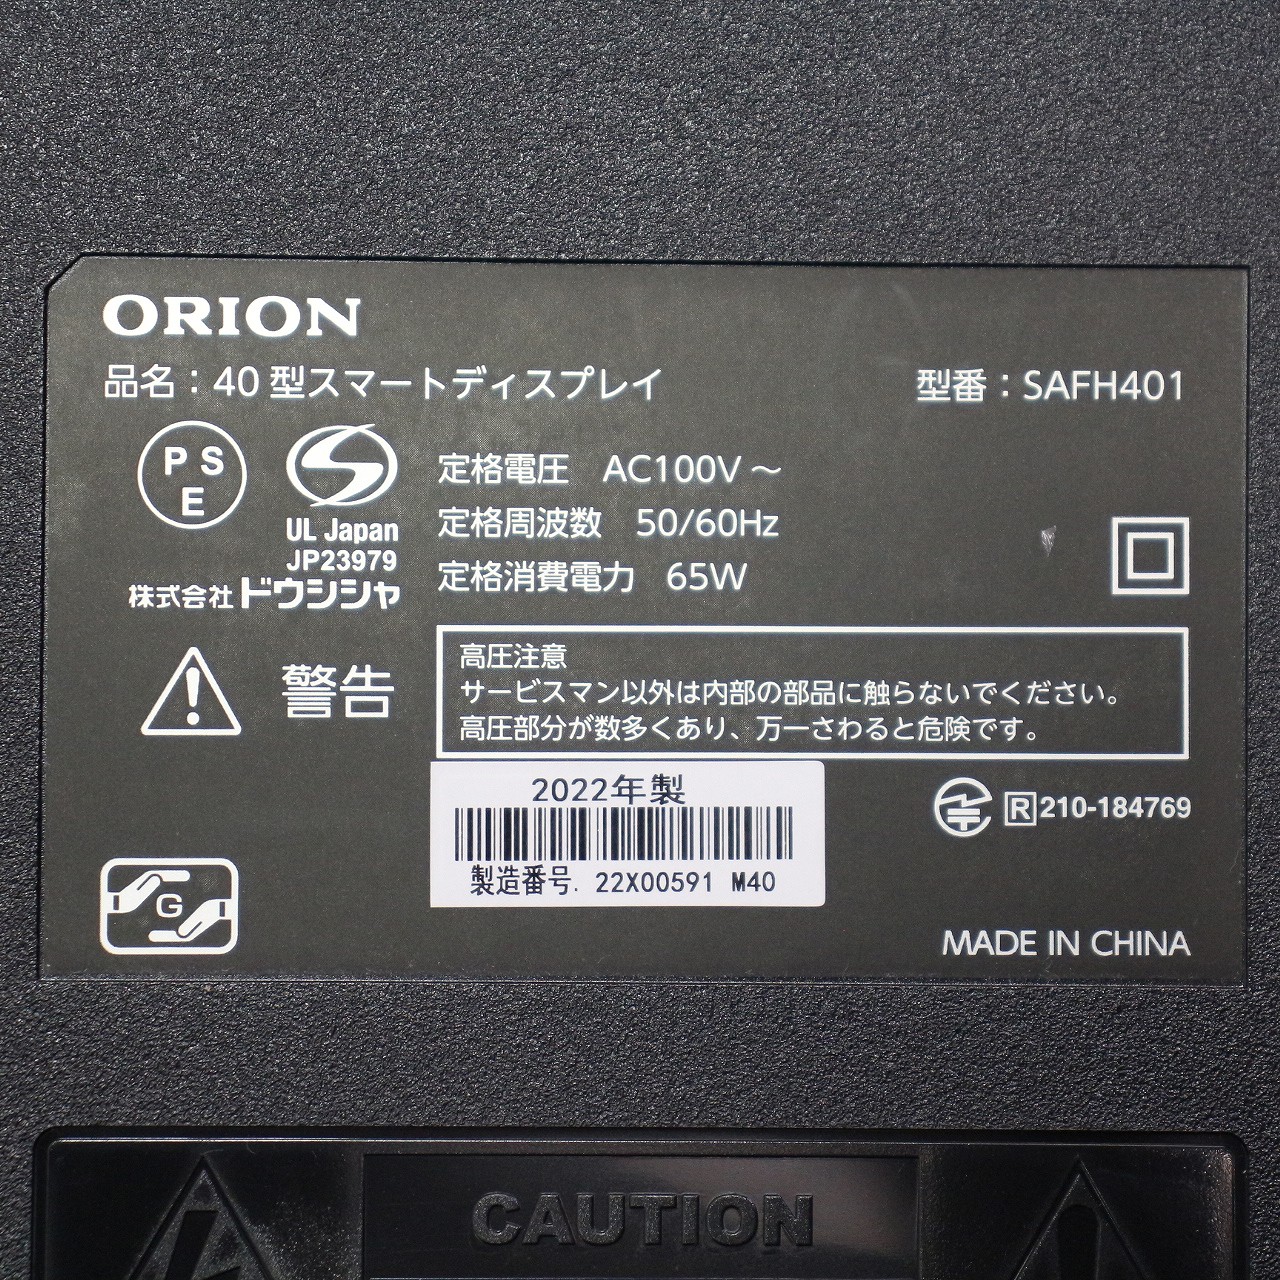 ORION
品名：40 型スマートディスプレイ 型番：SAFH401
P S
E
UL Japan
JP23979
株式会社ドウシシャ
定格電圧 AC100V～
定格周波数 50/60Hz
定格消費電力 65W
警告
高圧注意
サービスマン以外は内部の部品に触らないでください。
高圧部分が数多くあり、万一さわると危険です。
2022年製
製造番号. 22X00591 M40
R 210-184769
G
MADE IN CHINA
CAUTION